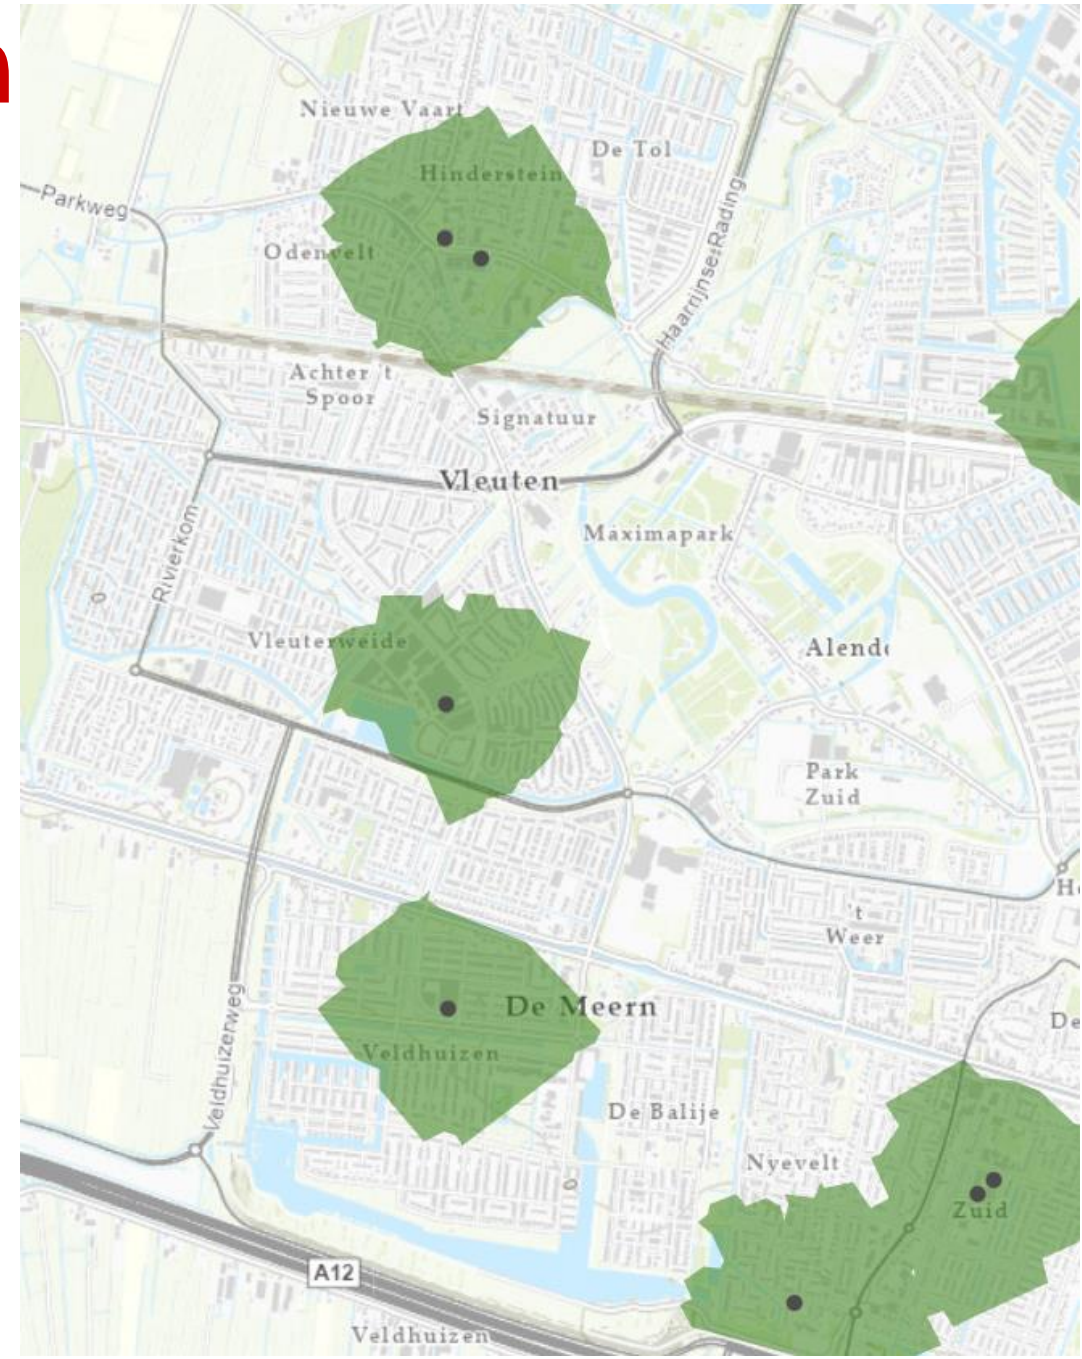 n
Nieuwe Vaart
De Tol
Hinderstein
Parkweg
Odenvelt
Haarrijnse Rading
Achter 't
Spoor
Signatuur
Vleuten
Maximapark
Rivierkom
Vleuterweide
Alend
Park
Zuid
't
Weer
H
De Meern
De
Veldhuizen
Veldhuizerweg
De Balije
Nyevelt
Zuid
A12
Veldhuizen